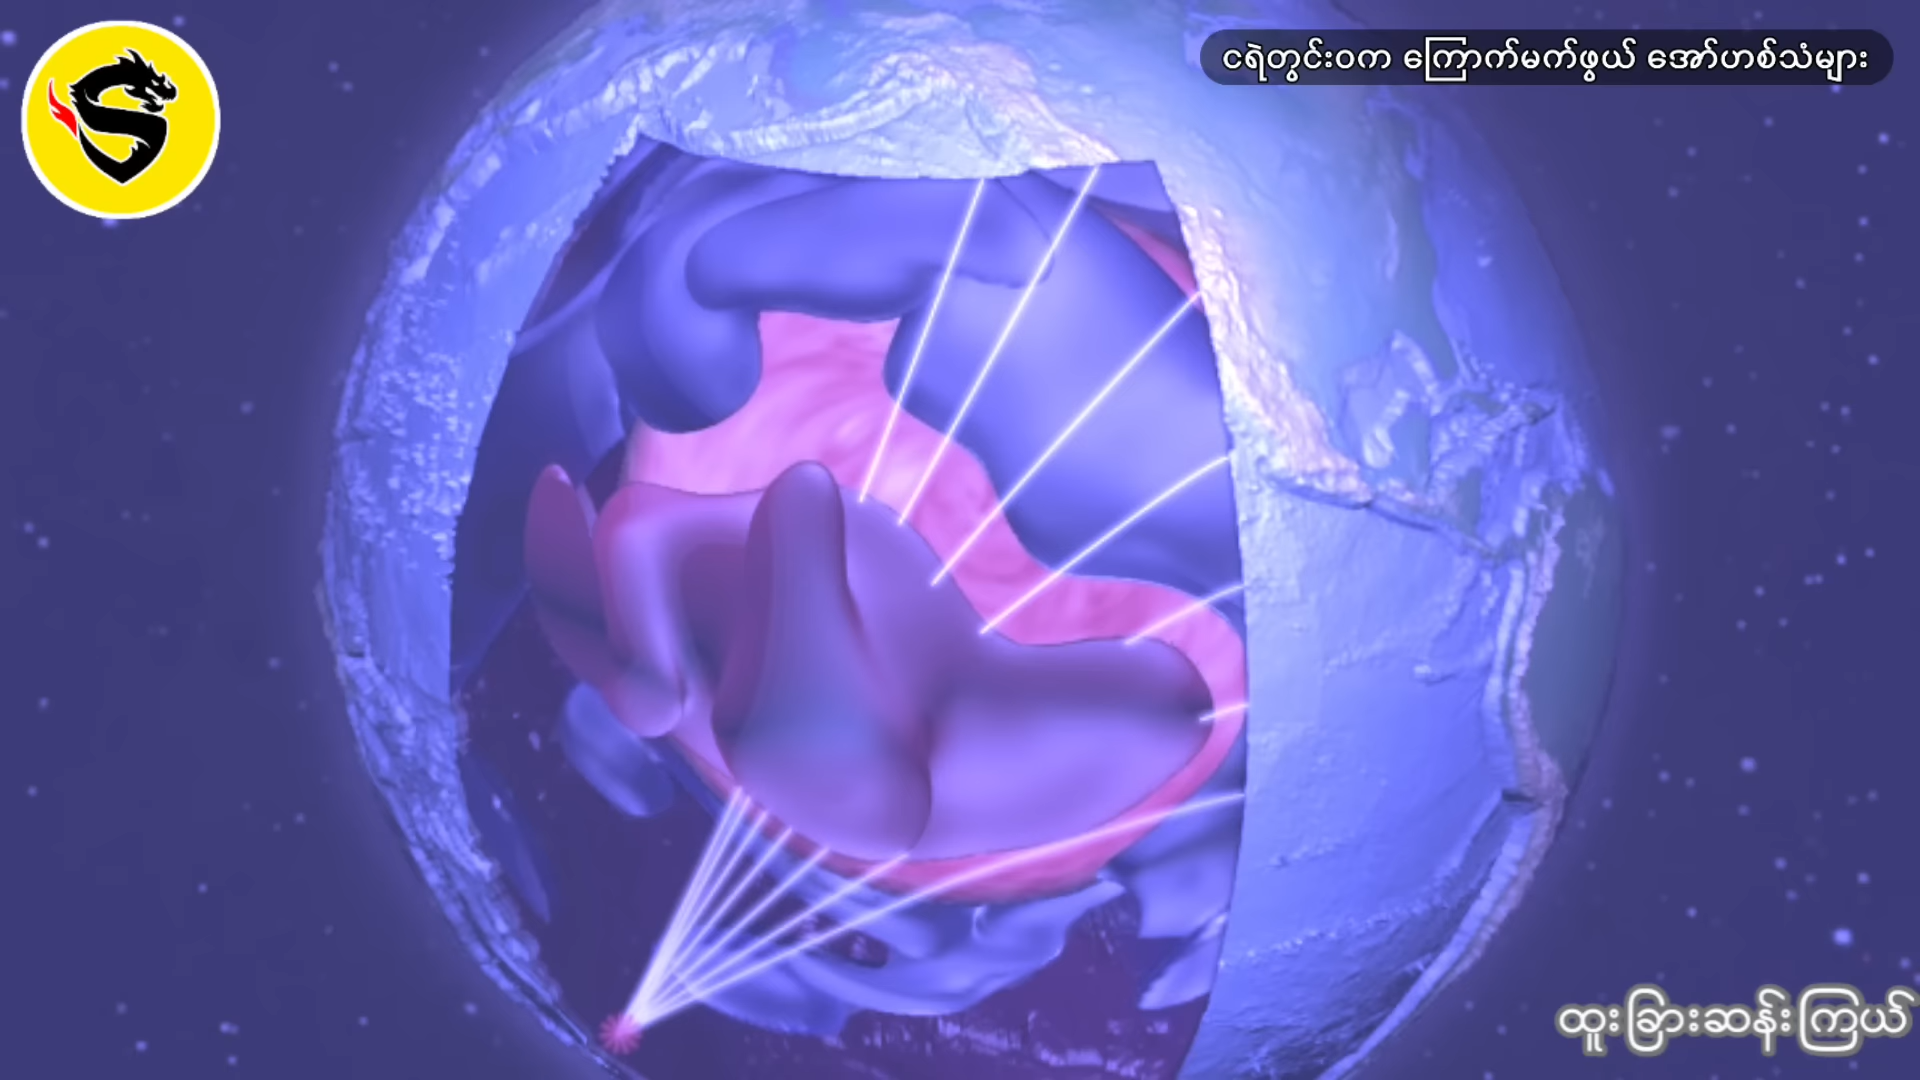 ငရဲတွင်းဝက ကြောက်မက်ဖွယ် အော်ဟစ်သံများ
ထူးခြားဆန်းကြယ်